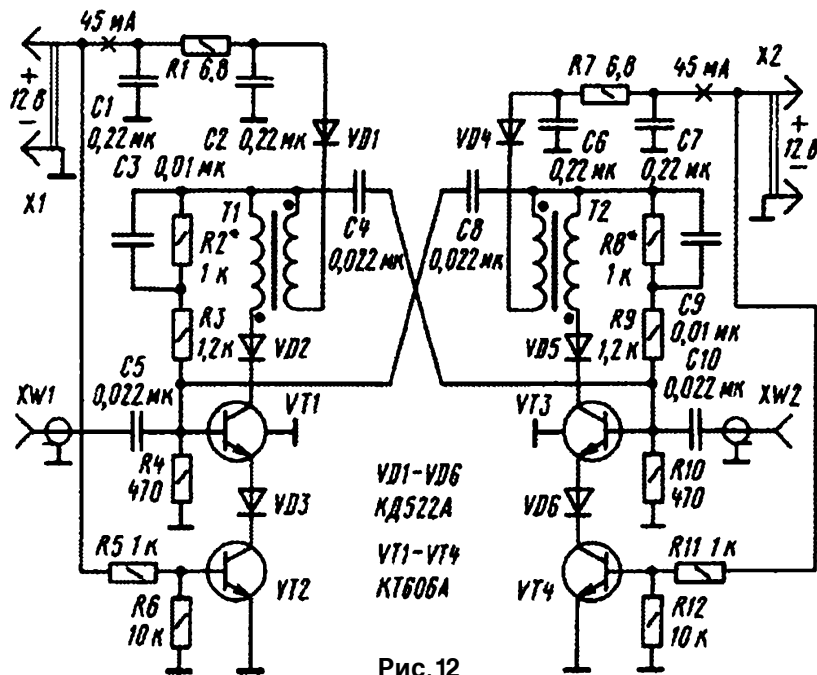 45 мА
R1 6,8
+
12 В
–
C1
0,22 мк
C2
0,22 мк
VD1
C3
0,01 мк
X1
T1
R2*
1 к
R3
1,2 к
C4
0,022 мк
VD2
C5
0,022 мк
XW1
VT1
R4
470
VD3
R5 1 к
VT2
R6
10 к
R7 6,8
45 мА
X2
+
12 В
–
VD4
C6
0,22 мк
C7
0,22 мк
C8
0,022 мк
T2
R8*
1 к
C9
0,01 мк
R9
1,2 к
VD5
C10
0,022 мк
XW2
VT3
R10
470
VD6
R11 1 к
VT4
R12
10 к
VD1–VD6
КД522А
VT1–VT4
КТ606А
Рис. 12